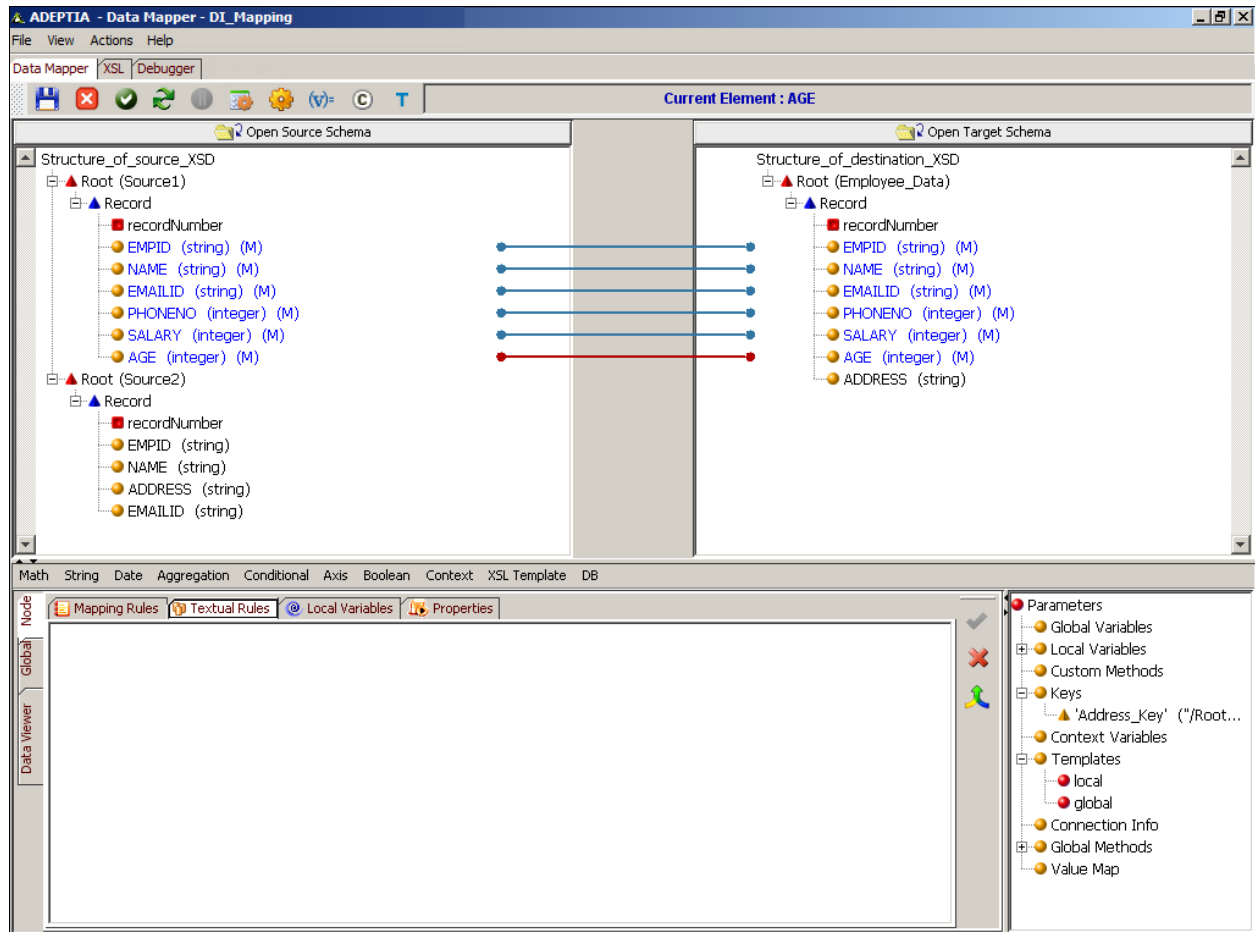 ADEPTIA - Data Mapper - DI_Mapping
File View Actions Help
Data Mapper XSL Debugger
(v)= C T Current Element : AGE
Open Source Schema
Structure_of_source_XSD
Root (Source1)
Record
recordNumber
EMPID (string) (M)
NAME (string) (M)
EMAILID (string) (M)
PHONENO (integer) (M)
SALARY (integer) (M)
AGE (integer) (M)
Root (Source2)
Record
recordNumber
EMPID (string)
NAME (string)
ADDRESS (string)
EMAILID (string)
Open Target Schema
Structure_of_destination_XSD
Root (Employee_Data)
Record
recordNumber
EMPID (string) (M)
NAME (string) (M)
EMAILID (string) (M)
PHONENO (integer) (M)
SALARY (integer) (M)
AGE (integer) (M)
ADDRESS (string)
Math String Date Aggregation Conditional Axis Boolean Context XSL Template DB
Node
Global
Data Viewer
Mapping Rules Textual Rules @ Local Variables Properties
Parameters
Global Variables
Local Variables
Custom Methods
Keys
'Address_Key' ("/Root...
Context Variables
Templates
local
global
Connection Info
Global Methods
Value Map